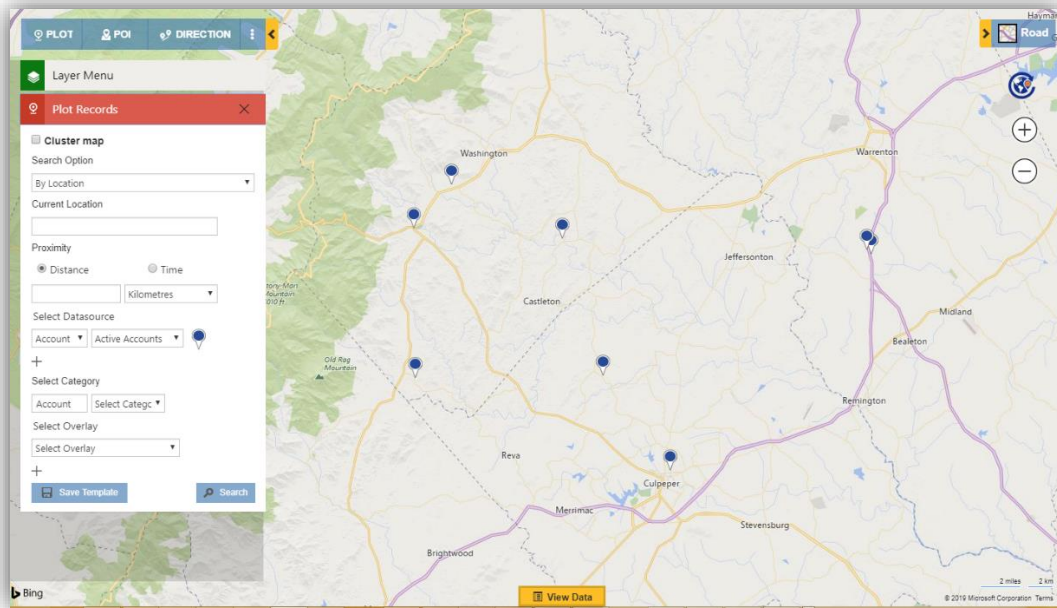 PLOT POI DIRECTION
Layer Menu
Plot Records
Cluster map
Search Option
By Location
Current Location
Proximity
Distance Time
Kilometres
Select Datasource
Account Active Accounts
Select Category
Account Select Categc
Select Overlay
Select Overlay
Save Template Search
Road
Washington
Warrenton
Jeffersonton
Castleton
Midland
Bealeton
Old Rag
Mountain
Remington
Reva
Culpeper
Merrimac
Stevensburg
Brightwood
Bing
View Data
2 miles 2 km
© 2019 Microsoft Corporation Terms